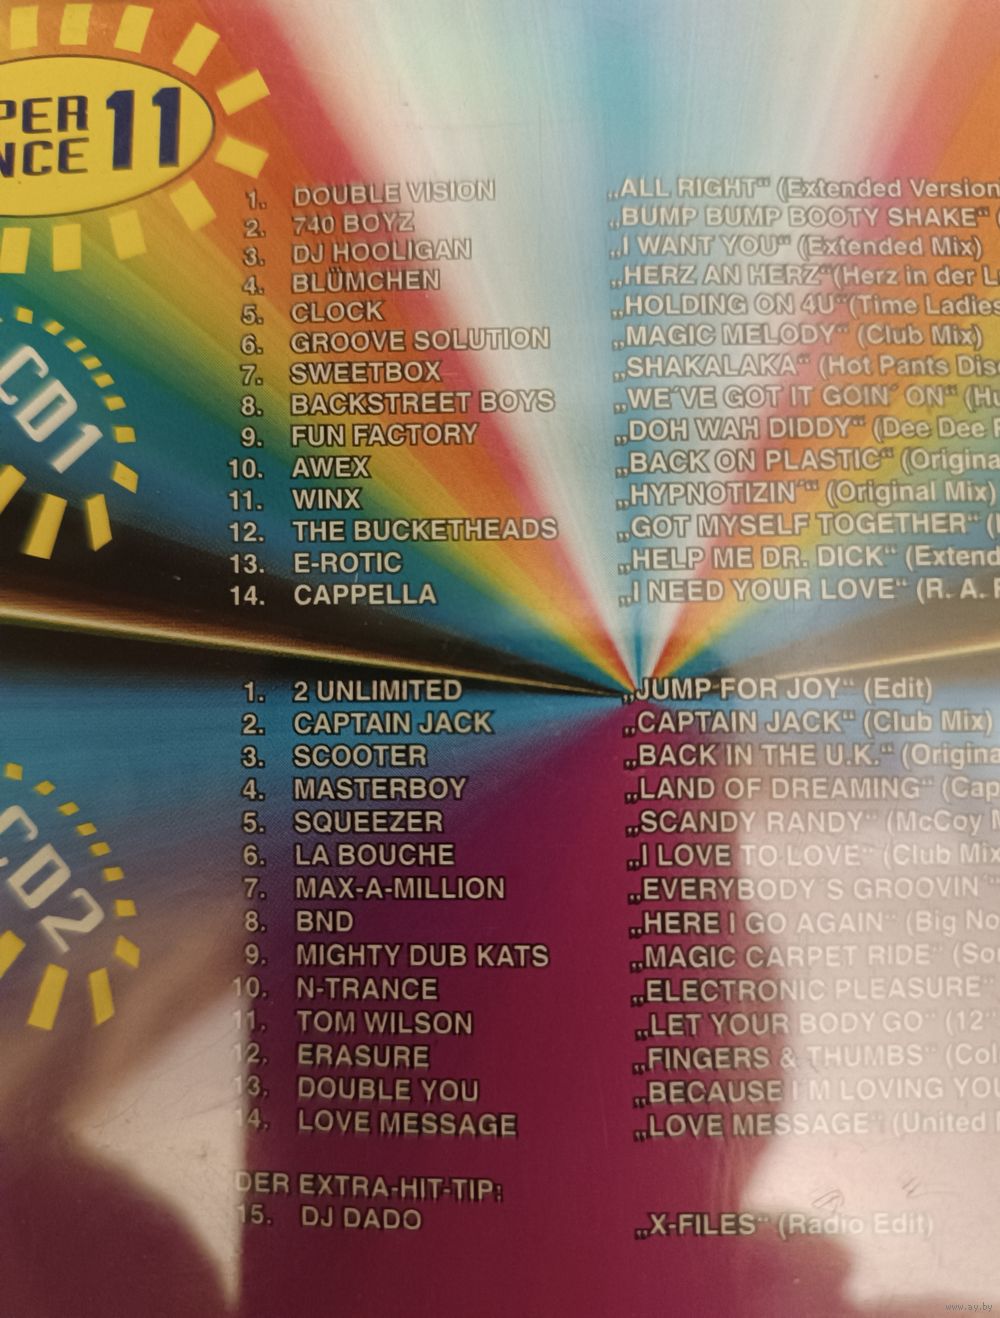 PER 11
NCE
1. DOUBLE VISION „ALL RIGHT“ (Extended Version
2. 740 BOYZ „BUMP BUMP BOOTY SHAKE“ (
3. DJ HOOLIGAN „I WANT YOU“ (Extended Mix)
4. BLÜMCHEN „HERZ AN HERZ“(Herz in der Li
5. CLOCK „HOLDING ON 4U“(Time Ladies
6. GROOVE SOLUTION „MAGIC MELODY“ (Club Mix)
7. SWEETBOX „SHAKALAKA“ (Hot Pants Disc
8. BACKSTREET BOYS „WE´VE GOT IT GOIN´ ON“ (Hu
9. FUN FACTORY „DOH WAH DIDDY“ (Dee Dee R
10. AWEX „BACK ON PLASTIC“ (Origina
11. WINX „HYPNOTIZIN´“ (Original Mix)
12. THE BUCKETHEADS „GOT MYSELF TOGETHER“ (
13. E-ROTIC „HELP ME DR. DICK“ (Extend
14. CAPPELLA „I NEED YOUR LOVE“ (R. A. F
CD1
1. 2 UNLIMITED „JUMP FOR JOY“ (Edit)
2. CAPTAIN JACK „CAPTAIN JACK“ (Club Mix)
3. SCOOTER „BACK IN THE U.K.“ (Origina
4. MASTERBOY „LAND OF DREAMING“ (Cap
5. SQUEEZER „SCANDY RANDY“ (McCoy M
6. LA BOUCHE „I LOVE TO LOVE“ (Club Mix
7. MAX-A-MILLION „EVERYBODY´S GROOVIN´“
8. BND „HERE I GO AGAIN“ (Big No
9. MIGHTY DUB KATS „MAGIC CARPET RIDE“ (So
10. N-TRANCE „ELECTRONIC PLEASURE“
11. TOM WILSON „LET YOUR BODY GO“ (12“
12. ERASURE „FINGERS & THUMBS“ (Col
13. DOUBLE YOU „BECAUSE I´M LOVING YOU
14. LOVE MESSAGE „LOVE MESSAGE“ (United
CD2
DER EXTRA-HIT-TIP:
15. DJ DADO „X-FILES“ (Radio Edit)
www.ay.by